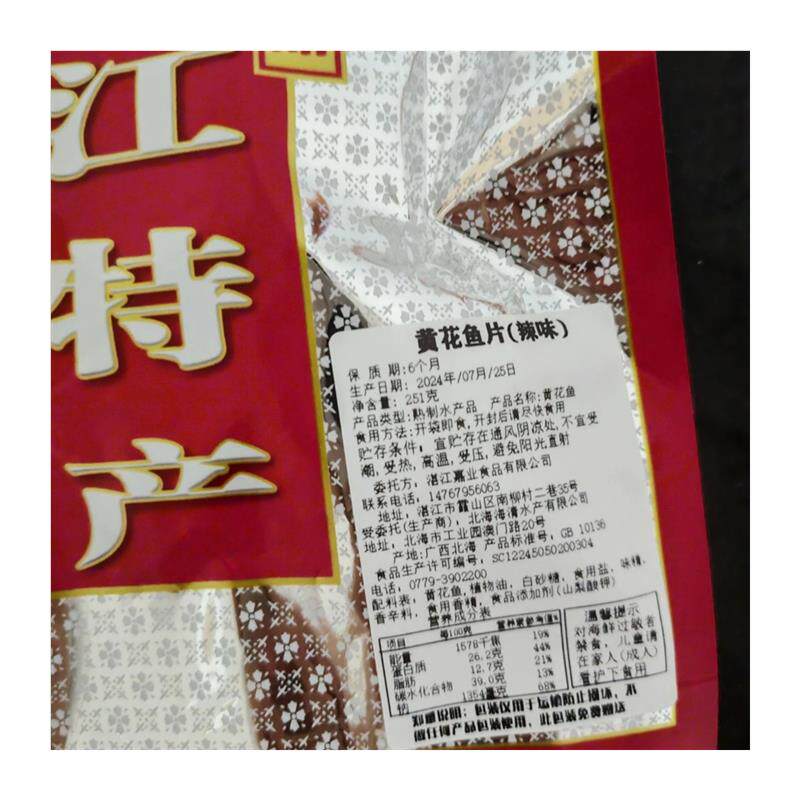 江
特
产
黄花鱼片(辣味)
保 质 期:6个月
生产日期: 2024年/07月/25日
净含量: 251克
产品类型:熟制水产品 产品名称:黄花鱼
食用方法:开袋即食,开封后请尽快食用
贮存条件: 宜贮存在通风阴凉处,不宜受
潮,受热,高温,受压,避免阳光直射
委托方: 湛江嘉业食品有限公司
联系电话: 14767956063
地址: 湛江市霞山区南柳村二巷35号
受委托(生产商): 北海海清水产有限公司
地址: 北海市工业园澳门路20号
产地:广西北海 产品标准号: GB 10136
食品生产许可编号: SC12245050200304
电话: 0779-3902200
配料表: 黄花鱼,植物油、白砂糖、食用盐、味精、
香辛料、食用香精、食品添加剂(山梨酸钾)
营养成分表
项目 每100克 营养素参考值%
能量 1578千焦 19%
蛋白质 26.2克 44%
脂肪 12.7克 21%
碳水化合物 39.0克 13%
钠 1354毫克 68%
温馨提示
对海鲜过敏者
禁食,儿童请
在家人(成人)
监护下食用